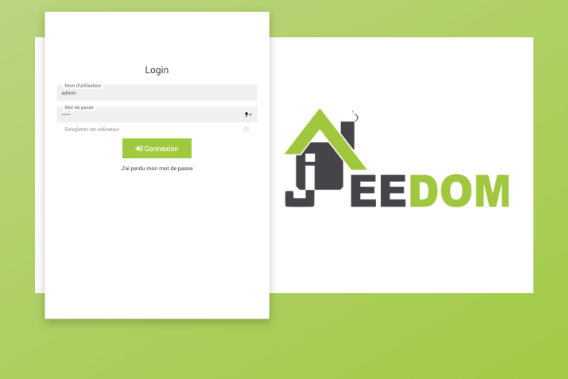 Login
Nom d'utilisateur
admin
Mot de passe
····
Enregistrer cet ordinateur
Connexion
J'ai perdu mon mot de passe
JEEDOM